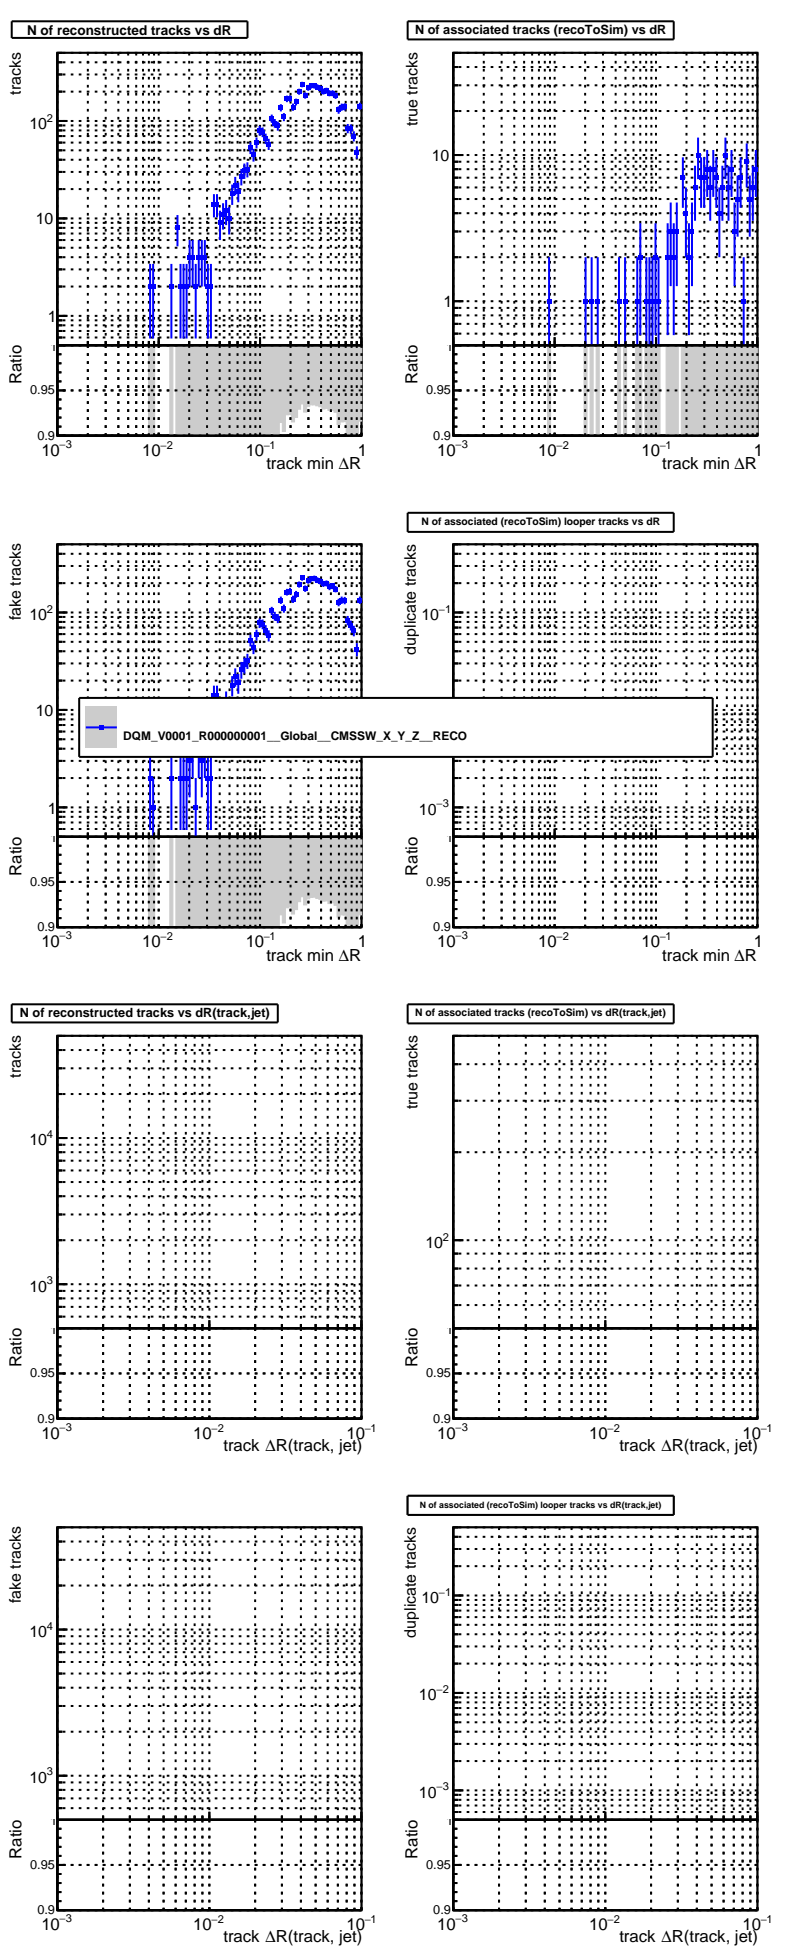 N of reconstructed tracks vs dR
tracks
10²
10
1
Ratio
1
0.95
0.9
10⁻³ 10⁻² 10⁻¹ 1
track min ΔR
N of associated tracks (recoToSim) vs dR
true tracks
10
1
Ratio
1
0.95
0.9
10⁻³ 10⁻² 10⁻¹ 1
track min ΔR
fake tracks
10²
10
1
Ratio
1
0.95
0.9
10⁻³ 10⁻² 10⁻¹ 1
track min ΔR
N of associated (recoToSim) looper tracks vs dR
duplicate tracks
10⁻¹
10⁻³
Ratio
1
0.95
0.9
10⁻³ 10⁻² 10⁻¹ 1
track min ΔR
DQM_V0001_R000000001__Global__CMSSW_X_Y_Z__RECO
N of reconstructed tracks vs dR(track,jet)
tracks
10⁴
10³
Ratio
1
0.95
0.9
10⁻³ 10⁻² 10⁻¹
track ΔR(track, jet)
N of associated tracks (recoToSim) vs dR(track,jet)
true tracks
10²
Ratio
1
0.95
0.9
10⁻³ 10⁻² 10⁻¹
track ΔR(track, jet)
fake tracks
10⁴
10³
Ratio
1
0.95
0.9
10⁻³ 10⁻² 10⁻¹
track ΔR(track, jet)
N of associated (recoToSim) looper tracks vs dR(track,jet)
duplicate tracks
10⁻¹
10⁻²
10⁻³
Ratio
1
0.95
0.9
10⁻³ 10⁻² 10⁻¹
track ΔR(track, jet)